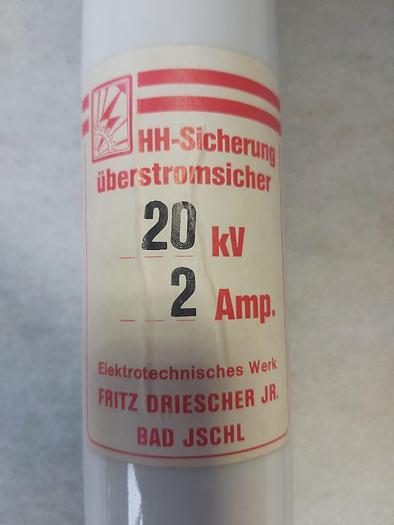 HH-Sicherung
überstromsicher
20 kV
2 Amp.
Elektrotechnisches Werk
FRITZ DRIESCHER JR.
BAD JSCHL